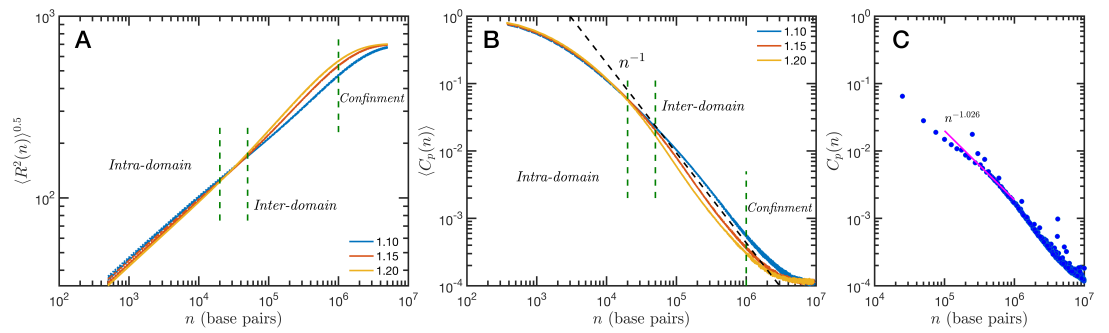 A
⟨R²(n)⟩^0.5
10³
10²
Intra-domain
Inter-domain
Confinment
1.10
1.15
1.20
10² 10³ 10⁴ 10⁵ 10⁶ 10⁷
n (base pairs)
B
⟨C_p(n)⟩
10⁰
10⁻¹
10⁻²
10⁻³
10⁻⁴
n⁻¹
1.10
1.15
1.20
Inter-domain
Intra-domain
Confinment
10² 10³ 10⁴ 10⁵ 10⁶ 10⁷
n (base pairs)
C
C_p(n)
10⁰
10⁻¹
10⁻²
10⁻³
10⁻⁴
n^−1.026
10⁴ 10⁵ 10⁶ 10⁷
n (base pairs)